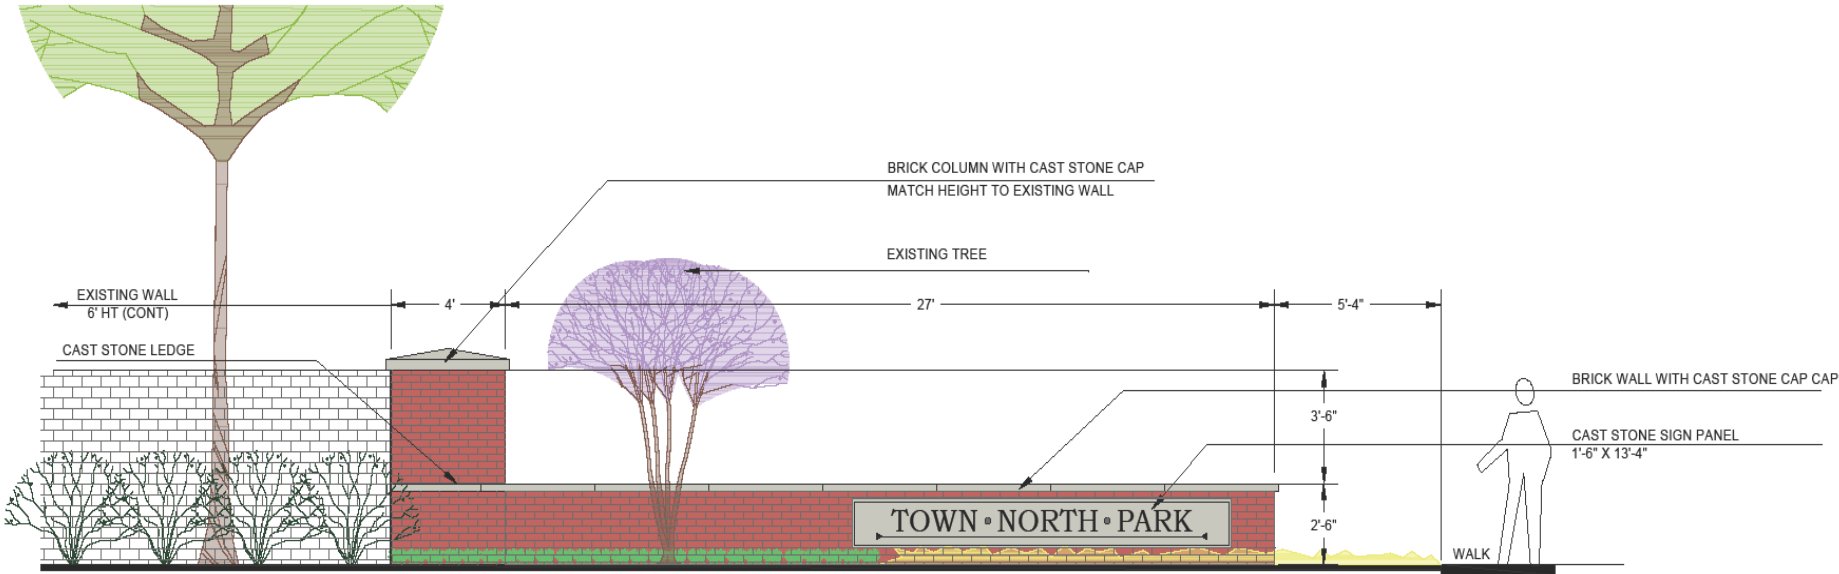 BRICK COLUMN WITH CAST STONE CAP
MATCH HEIGHT TO EXISTING WALL
EXISTING TREE
EXISTING WALL
6' HT (CONT)
4'
27'
5'-4"
CAST STONE LEDGE
BRICK WALL WITH CAST STONE CAP CAP
3'-6"
CAST STONE SIGN PANEL
1'-6" X 13'-4"
TOWN • NORTH • PARK
2'-6"
WALK